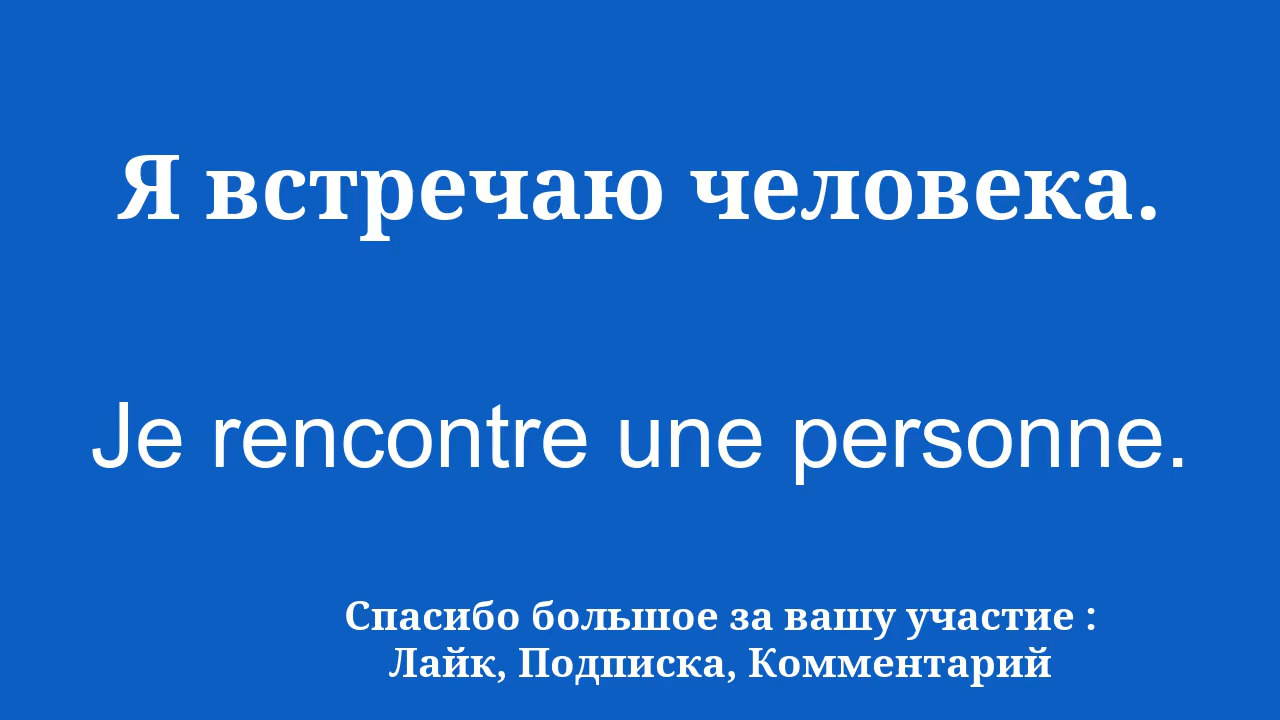 Я встречаю человека.
Je rencontre une personne.
Спасибо большое за вашу участие :
Лайк, Подписка, Комментарий